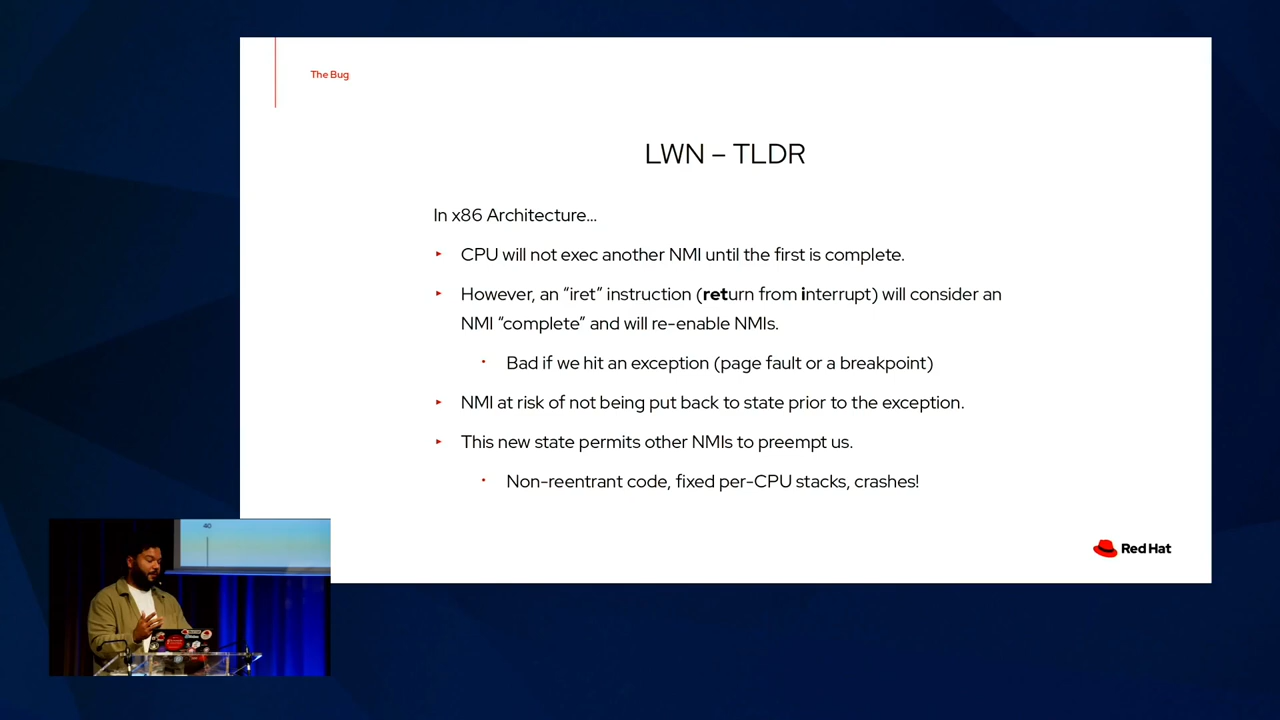 The Bug
LWN – TLDR
In x86 Architecture…
CPU will not exec another NMI until the first is complete.
However, an “iret” instruction (return from interrupt) will consider an
NMI “complete” and will re-enable NMIs.
Bad if we hit an exception (page fault or a breakpoint)
NMI at risk of not being put back to state prior to the exception.
This new state permits other NMIs to preempt us.
Non-reentrant code, fixed per-CPU stacks, crashes!
Red Hat
40